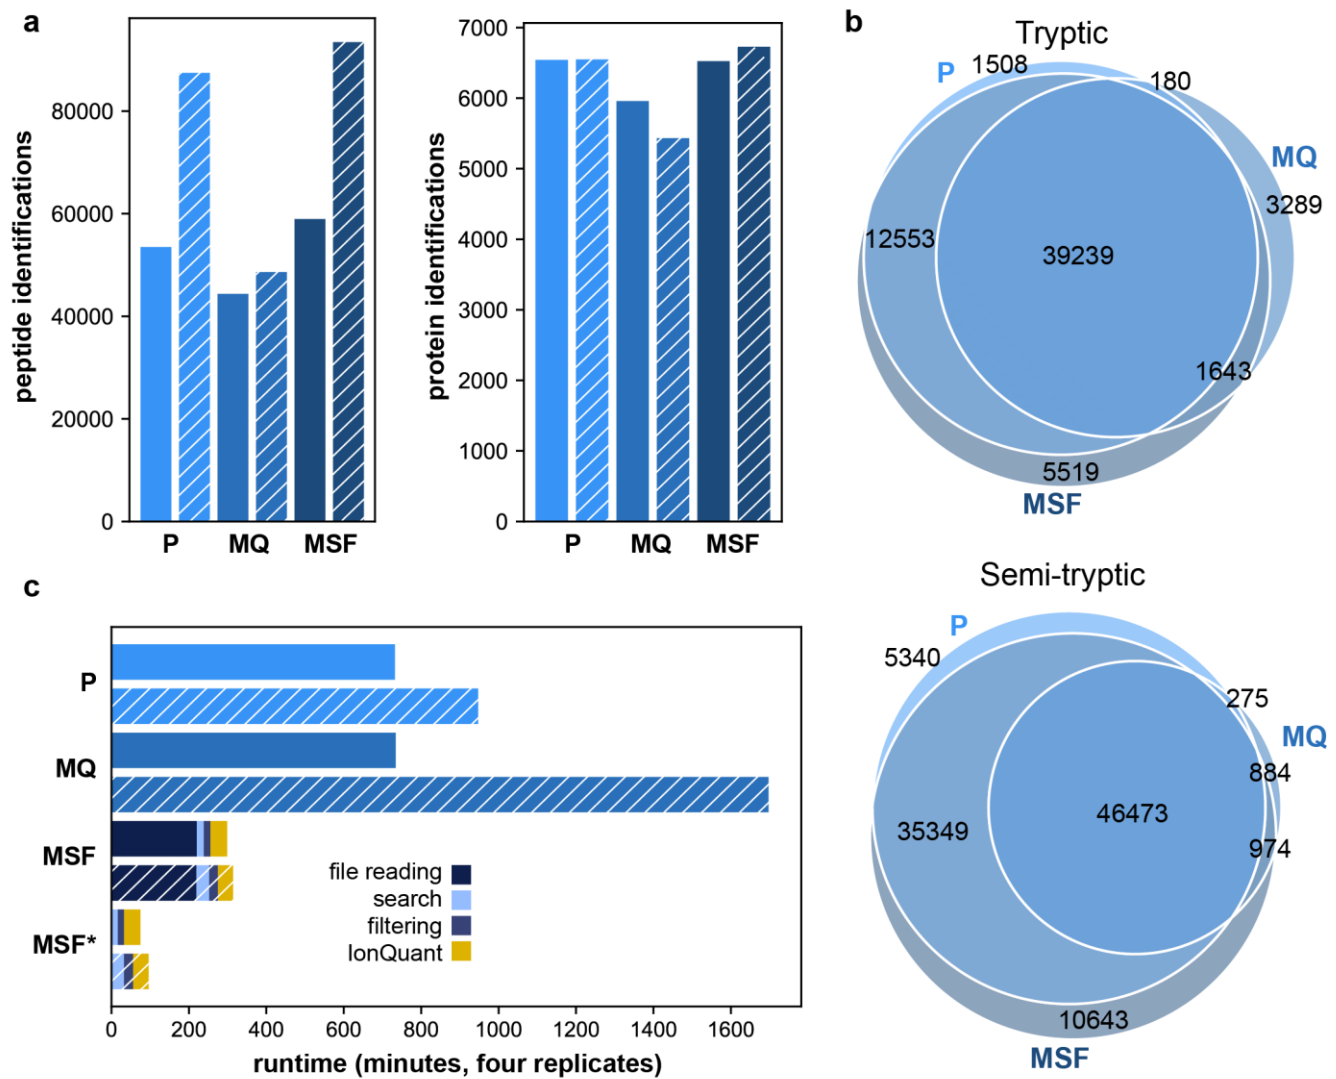 a
peptide identifications
80000
60000
40000
20000
0
P MQ MSF
protein identifications
7000
6000
5000
4000
3000
2000
1000
0
P MQ MSF
b
Tryptic
P
1508
180
MQ
3289
12553
39239
1643
5519
MSF
Semi-tryptic
P
5340
275
MQ
884
46473
35349
974
10643
MSF
c
P
MQ
MSF
MSF*
file reading
search
filtering
IonQuant
0 200 400 600 800 1000 1200 1400 1600
runtime (minutes, four replicates)